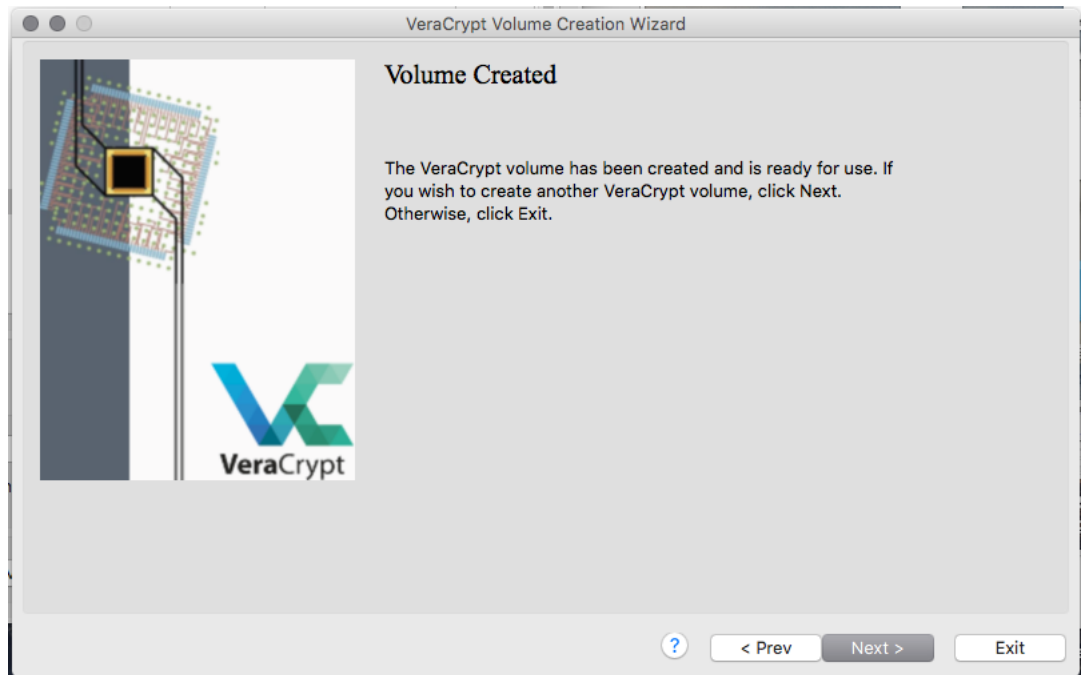 VeraCrypt Volume Creation Wizard
Volume Created
The VeraCrypt volume has been created and is ready for use. If
you wish to create another VeraCrypt volume, click Next.
Otherwise, click Exit.
VeraCrypt
?
< Prev
Next >
Exit